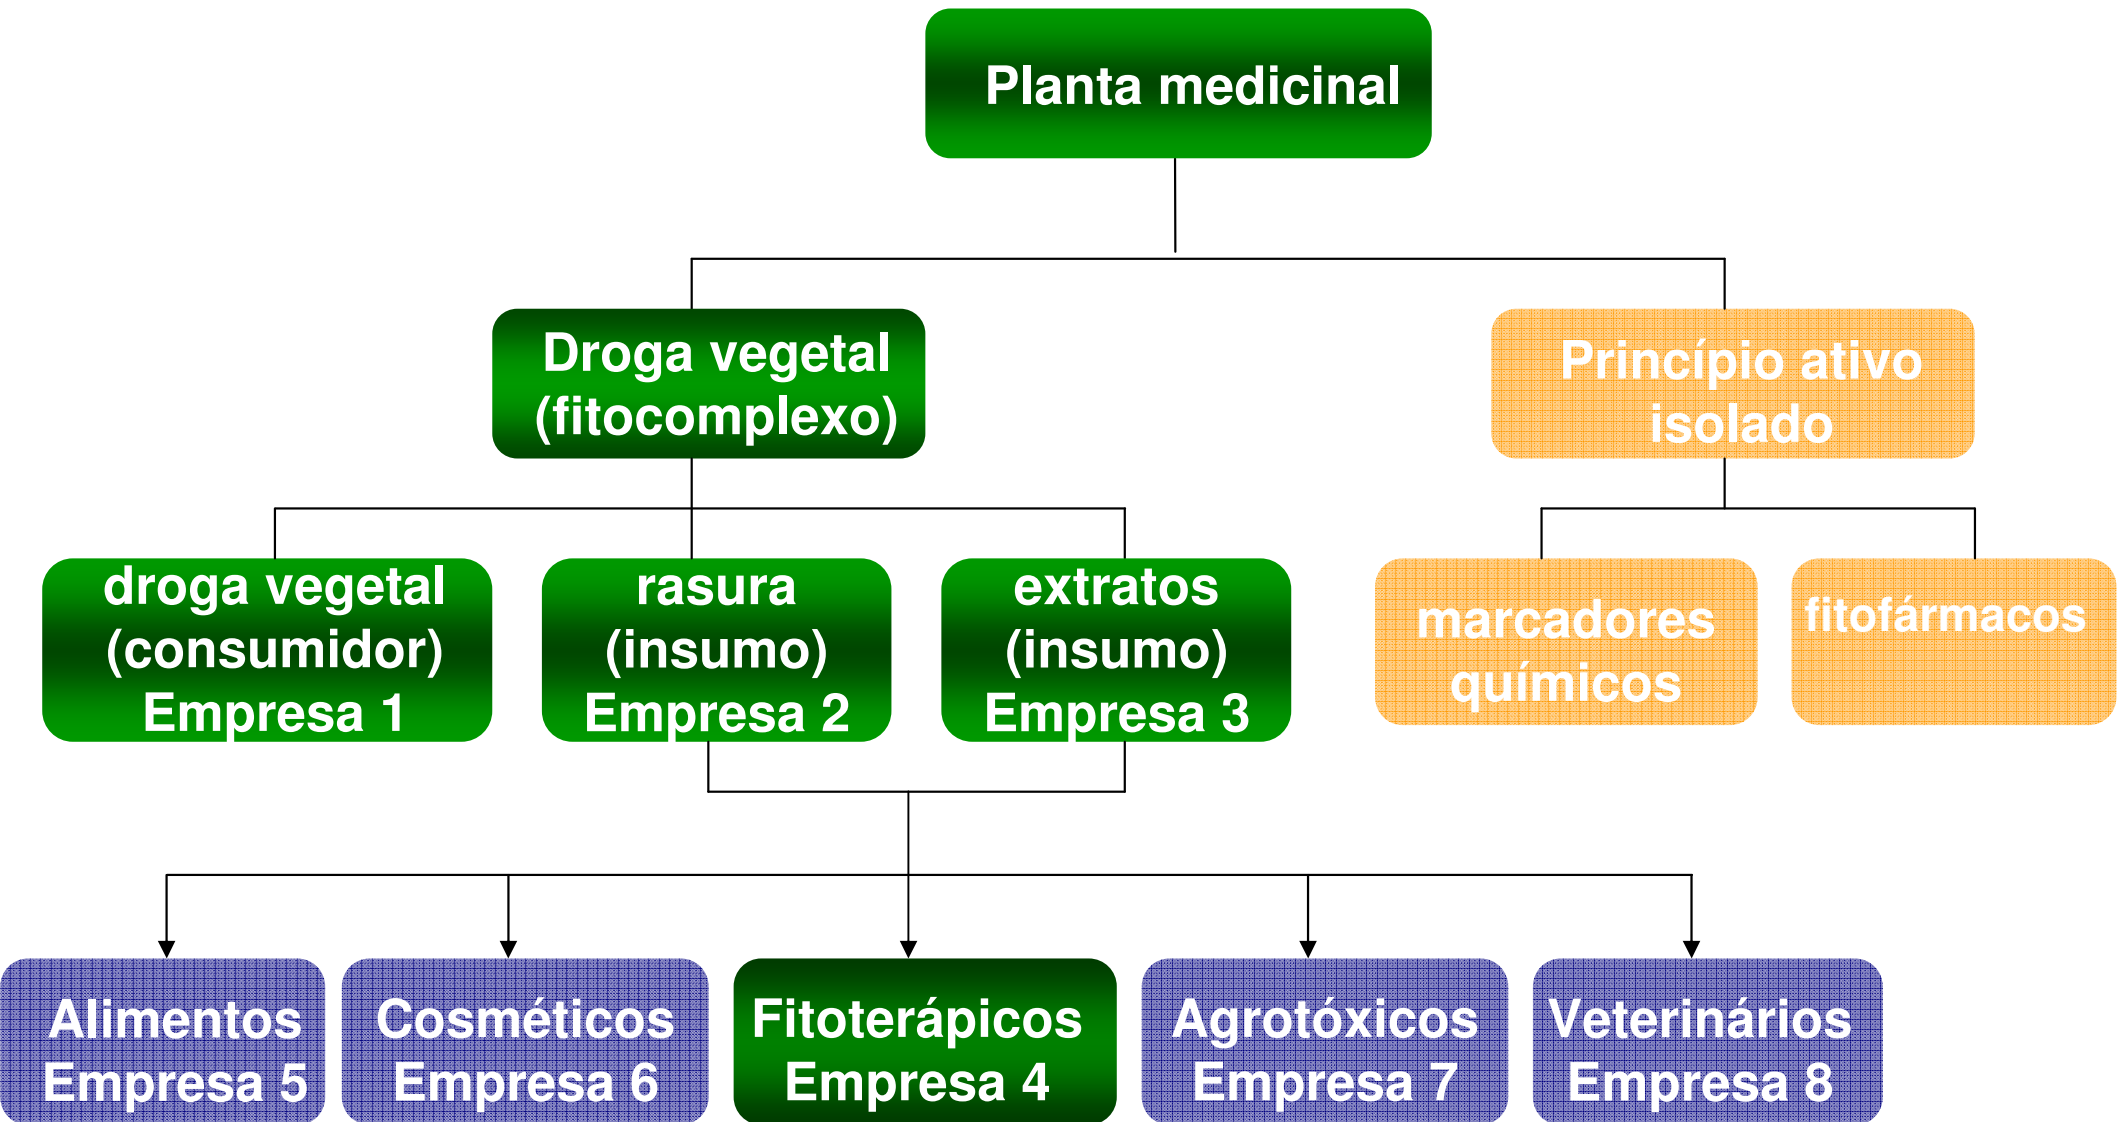 Planta medicinal
Droga vegetal
(fitocomplexo)
Princípio ativo
isolado
droga vegetal
(consumidor)
Empresa 1
rasura
(insumo)
Empresa 2
extratos
(insumo)
Empresa 3
marcadores
químicos
fitofármacos
Alimentos
Empresa 5
Cosméticos
Empresa 6
Fitoterápicos
Empresa 4
Agrotóxicos
Empresa 7
Veterinários
Empresa 8